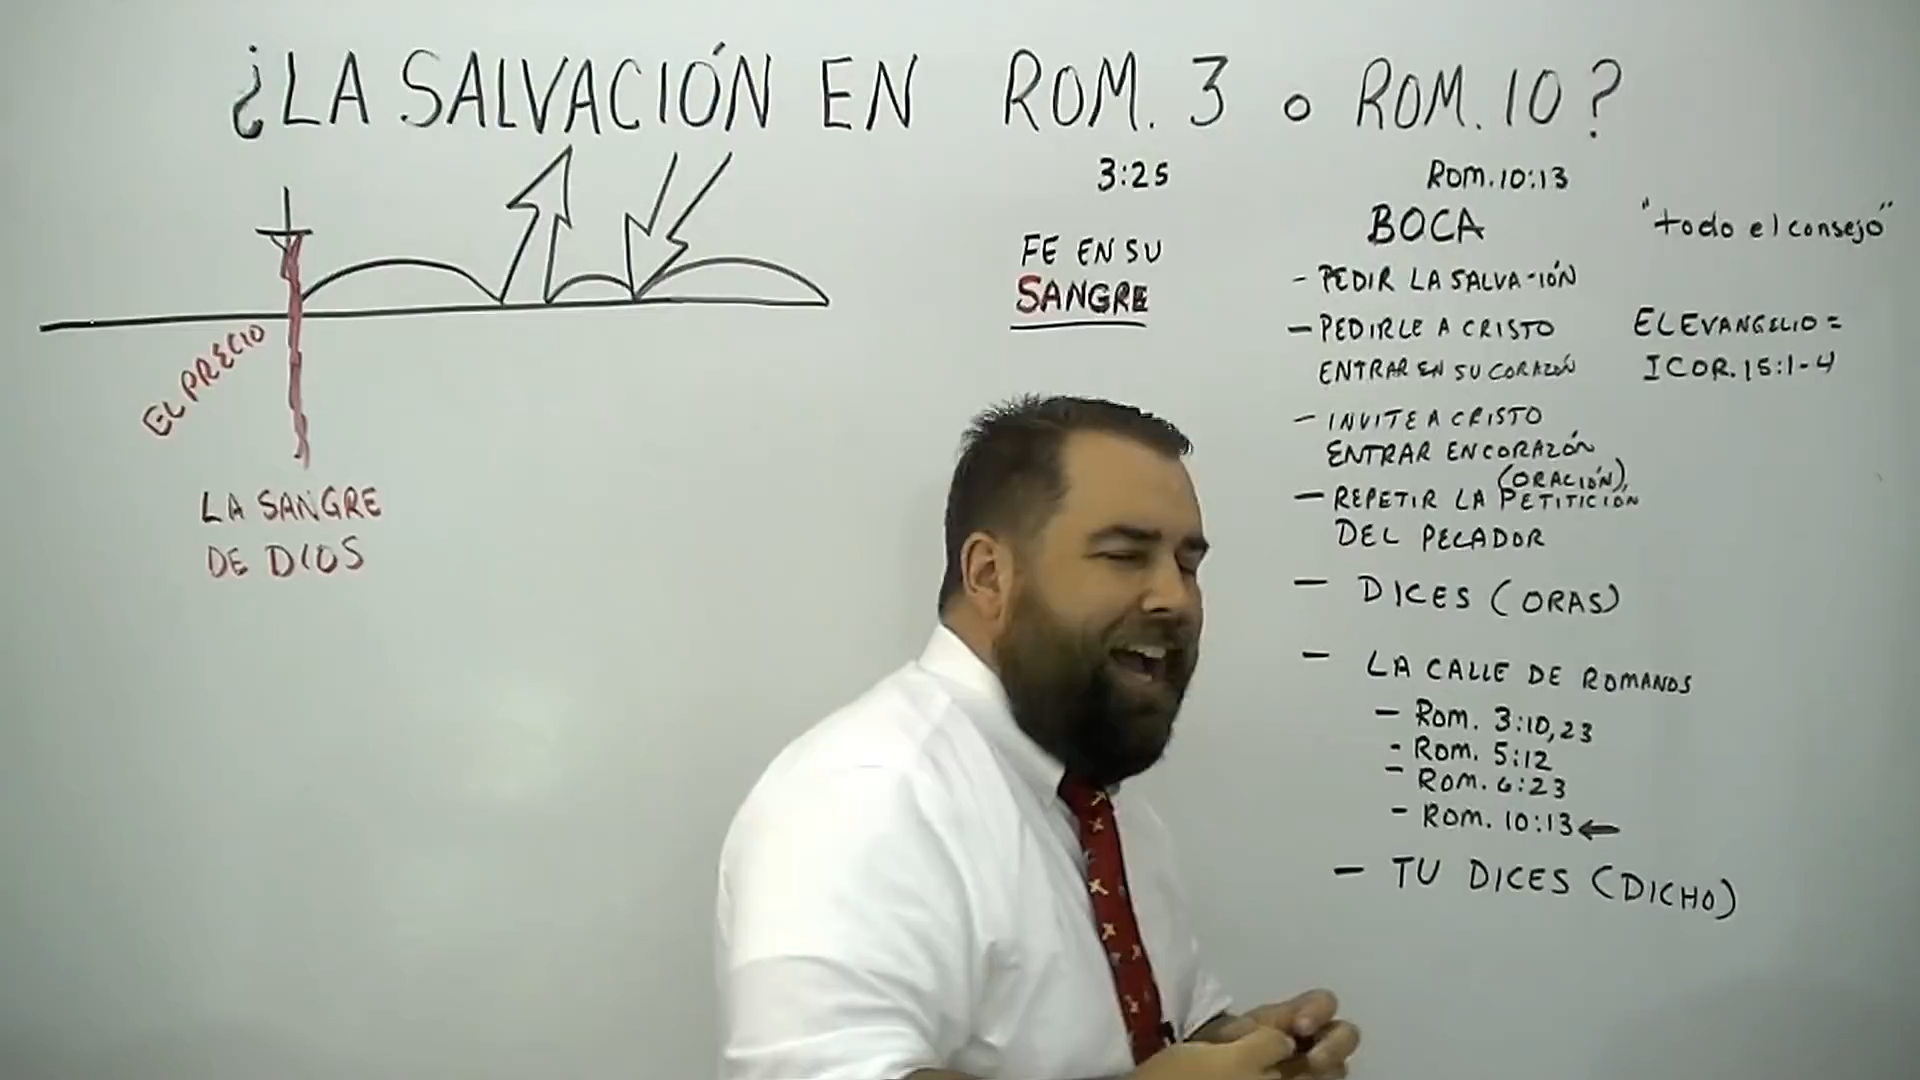 ¿LA SALVACIÓN EN ROM. 3 o ROM. 10?
EL PRECIO
LA SANGRE
DE DIOS
3:25
FE EN SU
SANGRE
Rom. 10:13
BOCA
- PEDIR LA SALVA-IÓN
- PEDIRLE A CRISTO
ENTRAR EN SU CORAZÓN
- INVITE A CRISTO
ENTRAR EN CORAZÓN
(ORACIÓN),
- REPETIR LA PETITICIÓN
DEL PECADOR
- DICES (ORAS)
- LA CALLE DE ROMANOS
- Rom. 3:10,23
- Rom. 5:12
- Rom. 6:23
- Rom. 10:13 ←
- TU DICES (DICHO)
"todo el consejo"
EL EVANGELIO =
I COR. 15:1-4